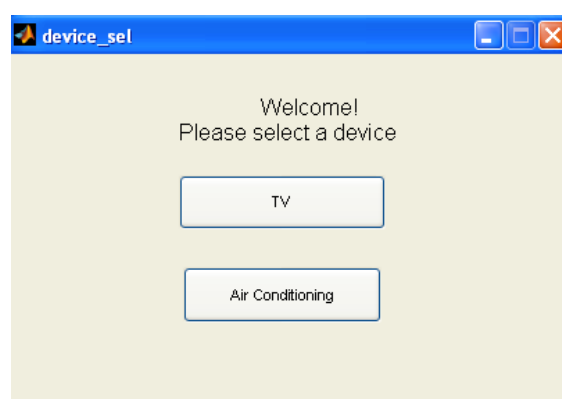 device_sel
Welcome!
Please select a device
TV
Air Conditioning